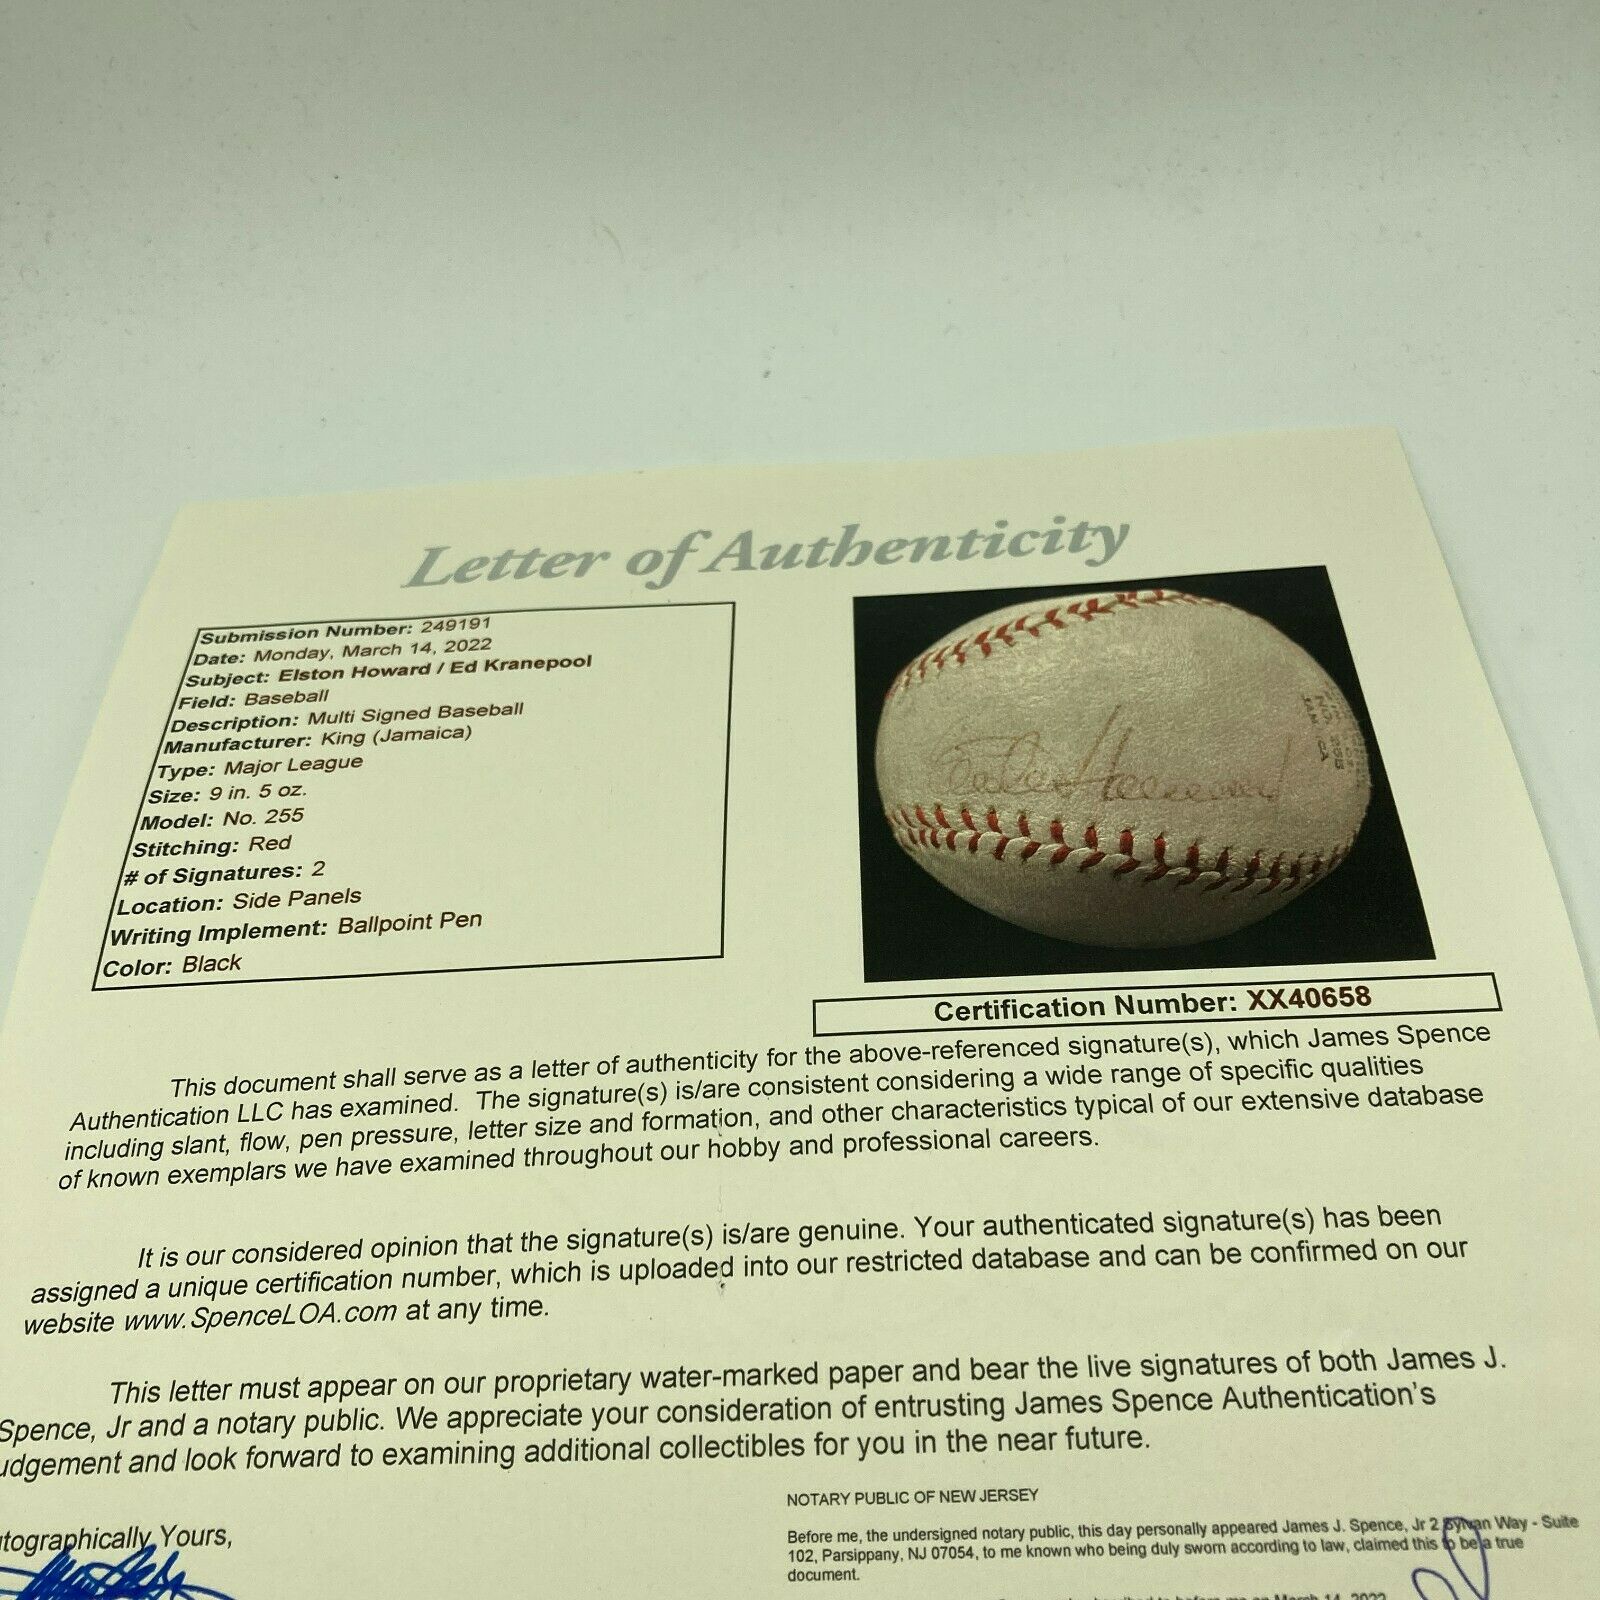 Letter of Authenticity
Submission Number: 249191
Date: Monday, March 14, 2022
Subject: Elston Howard / Ed Kranepool
Field: Baseball
Description: Multi Signed Baseball
Manufacturer: King (Jamaica)
Type: Major League
Size: 9 in. 5 oz.
Model: No. 255
Stitching: Red
# of Signatures: 2
Location: Side Panels
Writing Implement: Ballpoint Pen
Color: Black
Elston Howard
Certification Number: XX40658
This document shall serve as a letter of authenticity for the above-referenced signature(s), which James Spence
Authentication LLC has examined. The signature(s) is/are consistent considering a wide range of specific qualities
including slant, flow, pen pressure, letter size and formation, and other characteristics typical of our extensive database
of known exemplars we have examined throughout our hobby and professional careers.
It is our considered opinion that the signature(s) is/are genuine. Your authenticated signature(s) has been
assigned a unique certification number, which is uploaded into our restricted database and can be confirmed on our
website www.SpenceLOA.com at any time.
This letter must appear on our proprietary water-marked paper and bear the live signatures of both James J.
Spence, Jr and a notary public. We appreciate your consideration of entrusting James Spence Authentication's
udgement and look forward to examining additional collectibles for you in the near future.
tographically Yours,
NOTARY PUBLIC OF NEW JERSEY
Before me, the undersigned notary public, this day personally appeared James J. Spence, Jr 2 Sylvan Way - Suite
102, Parsippany, NJ 07054, to me known who being duly sworn according to law, claimed this to be a true
document.
before me on March 14, 2022